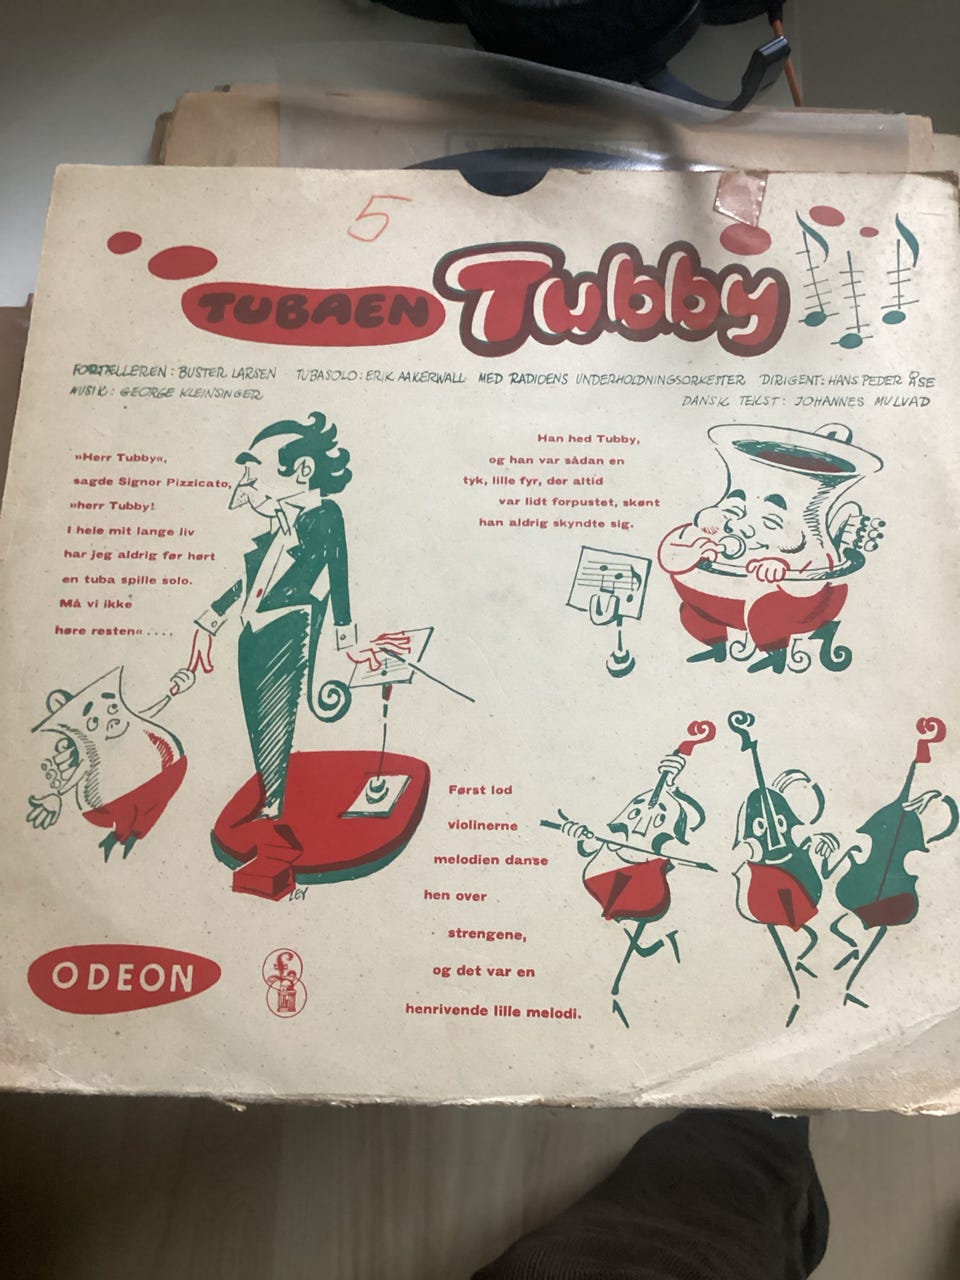 5
TUBAEN Tubby
FORTÆLLEREN: BUSTER LARSEN TUBASOLO: ERIK AAKERWALL MED RADIOENS UNDERHOLDNINGSORKESTER DIRIGENT: HANS PEDER ÅSE
MUSIK: GEORGE KLEINSINGER DANSK TEKST: JOHANNES MULVAD
»Herr Tubby«,
sagde Signor Pizzicato,
»herr Tubby!
I hele mit lange liv
har jeg aldrig før hørt
en tuba spille solo.
Må vi ikke
høre resten« ....
Han hed Tubby,
og han var sådan en
tyk, lille fyr, der altid
var lidt forpustet, skønt
han aldrig skyndte sig.
Først lod
violinerne
melodien danse
hen over
strengene,
og det var en
henrivende lille melodi.
LEV
ODEON